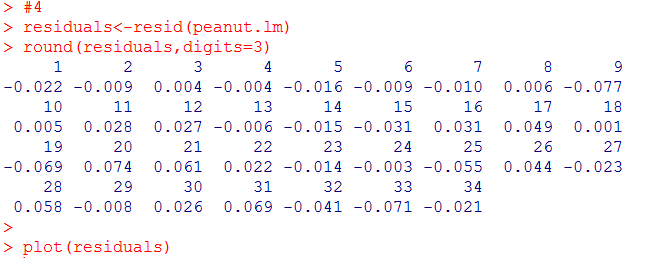 > #4
> residuals<-resid(peanut.lm)
> round(residuals,digits=3)
1 2 3 4 5 6 7 8 9
-0.022 -0.009 0.004 -0.004 -0.016 -0.009 -0.010 0.006 -0.077
10 11 12 13 14 15 16 17 18
0.005 0.028 0.027 -0.006 -0.015 -0.031 0.031 0.049 0.001
19 20 21 22 23 24 25 26 27
-0.069 0.074 0.061 0.022 -0.014 -0.003 -0.055 0.044 -0.023
28 29 30 31 32 33 34
0.058 -0.008 0.026 0.069 -0.041 -0.071 -0.021
>
> plot(residuals)